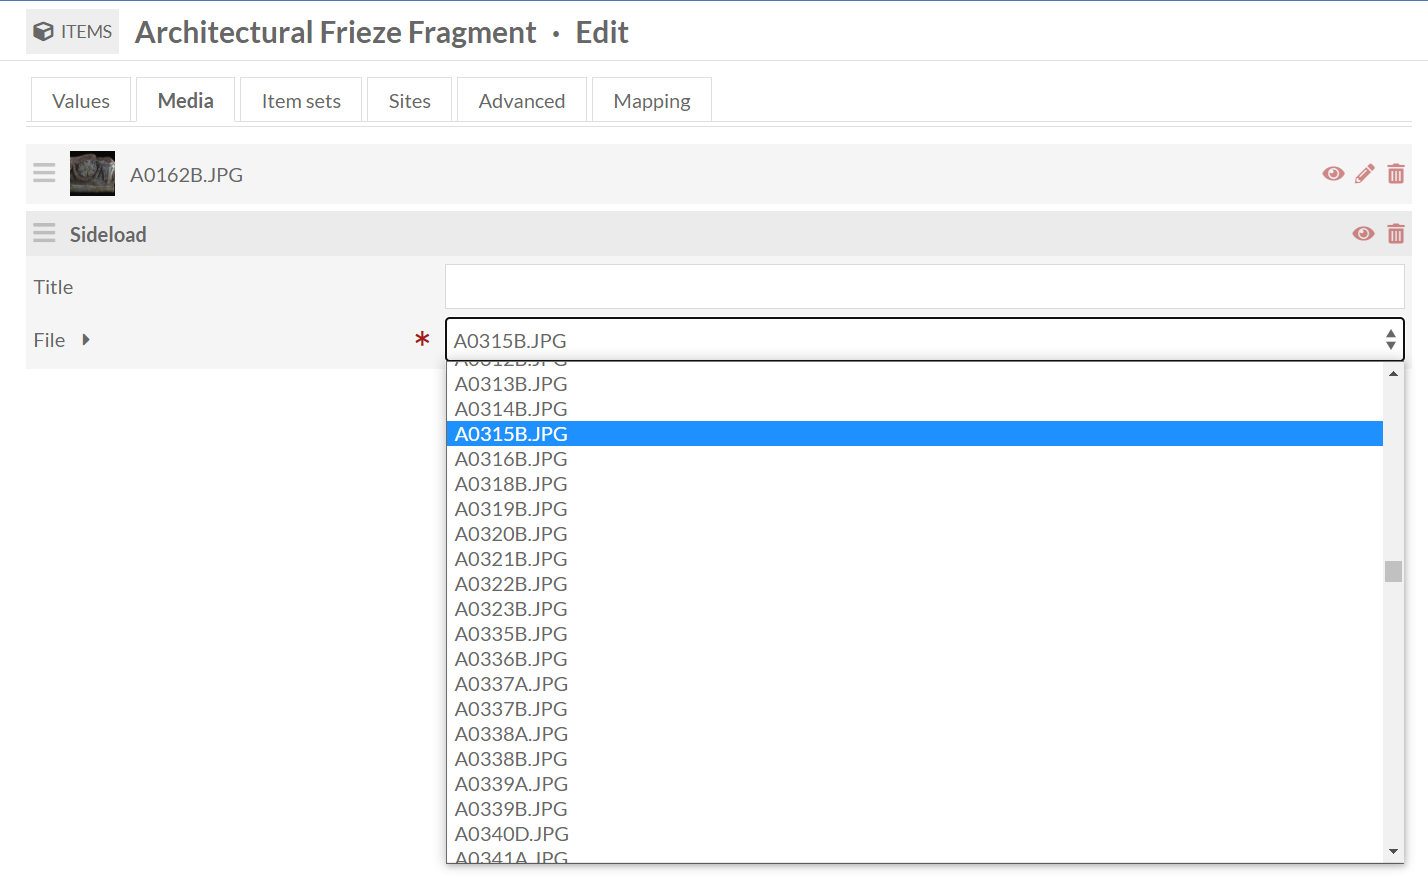 ITEMS Architectural Frieze Fragment · Edit
Values Media Item sets Sites Advanced Mapping
A0162B.JPG
Sideload
Title
File * A0315B.JPG
A0312B.JPG
A0313B.JPG
A0314B.JPG
A0315B.JPG
A0316B.JPG
A0318B.JPG
A0319B.JPG
A0320B.JPG
A0321B.JPG
A0322B.JPG
A0323B.JPG
A0335B.JPG
A0336B.JPG
A0337A.JPG
A0337B.JPG
A0338A.JPG
A0338B.JPG
A0339A.JPG
A0339B.JPG
A0340D.JPG
A0341A.JPG